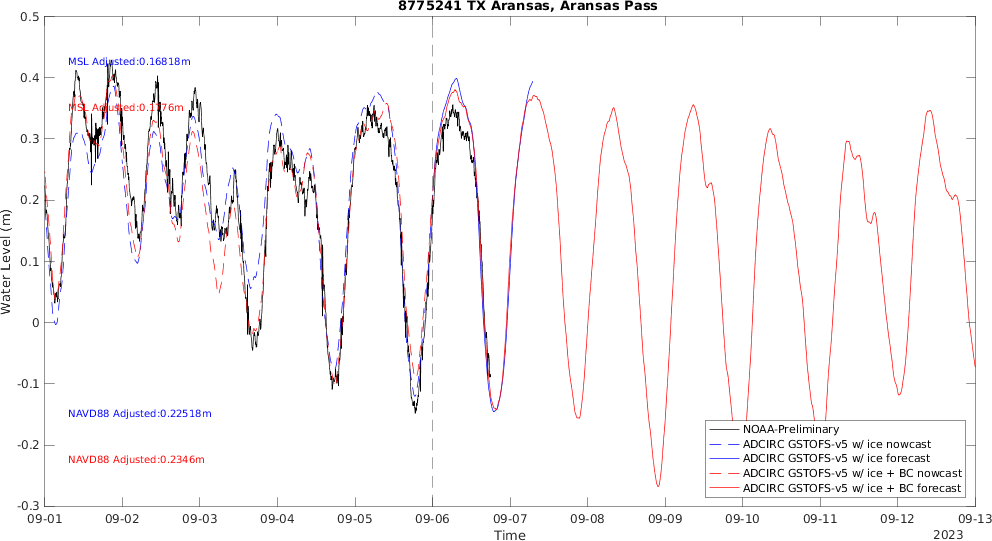 8775241 TX Aransas, Aransas Pass
0.5
0.4
0.3
0.2
0.1
0
-0.1
-0.2
-0.3
Water Level (m)
MSL Adjusted:0.16818m
MSL Adjusted:0.1776m
NAVD88 Adjusted:0.22518m
NAVD88 Adjusted:0.2346m
NOAA-Preliminary
ADCIRC GSTOFS-v5 w/ ice nowcast
ADCIRC GSTOFS-v5 w/ ice forecast
ADCIRC GSTOFS-v5 w/ ice + BC nowcast
ADCIRC GSTOFS-v5 w/ ice + BC forecast
09-01 09-02 09-03 09-04 09-05 09-06 09-07 09-08 09-09 09-10 09-11 09-12 09-13
Time
2023